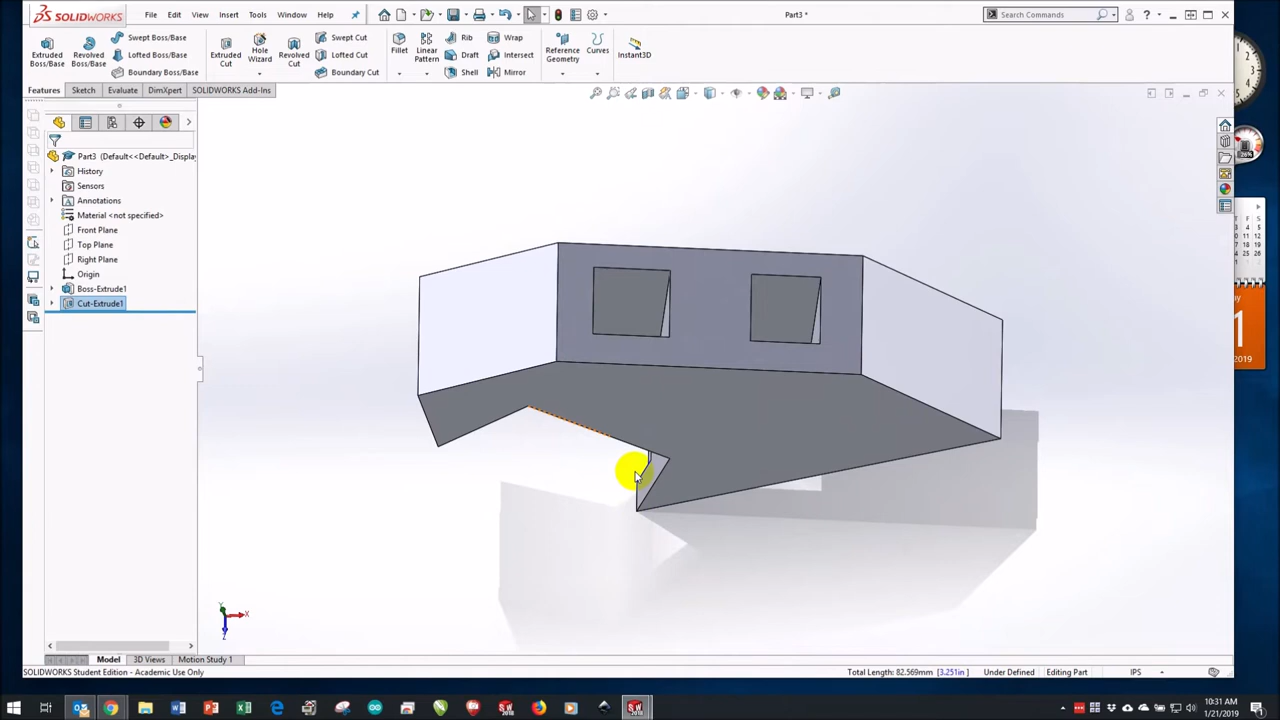 SOLIDWORKS File Edit View Insert Tools Window Help Part3 * Search Commands ?
Extruded Boss/Base Revolved Boss/Base Swept Boss/Base Lofted Boss/Base Boundary Boss/Base Extruded Cut Hole Wizard Revolved Cut Swept Cut Lofted Cut Boundary Cut Fillet Linear Pattern Rib Draft Shell Wrap Intersect Mirror Reference Geometry Curves Instant3D
Features Sketch Evaluate DimXpert SOLIDWORKS Add-Ins
Part3 (Default<<Default>_Display
History
Sensors
Annotations
Material <not specified>
Front Plane
Top Plane
Right Plane
Origin
Boss-Extrude1
Cut-Extrude1
26%
2019
Y
X
Z
Model 3D Views Motion Study 1
SOLIDWORKS Student Edition - Academic Use Only Total Length: 82.569mm [3.251in] Under Defined Editing Part IPS
10:31 AM
1/21/2019